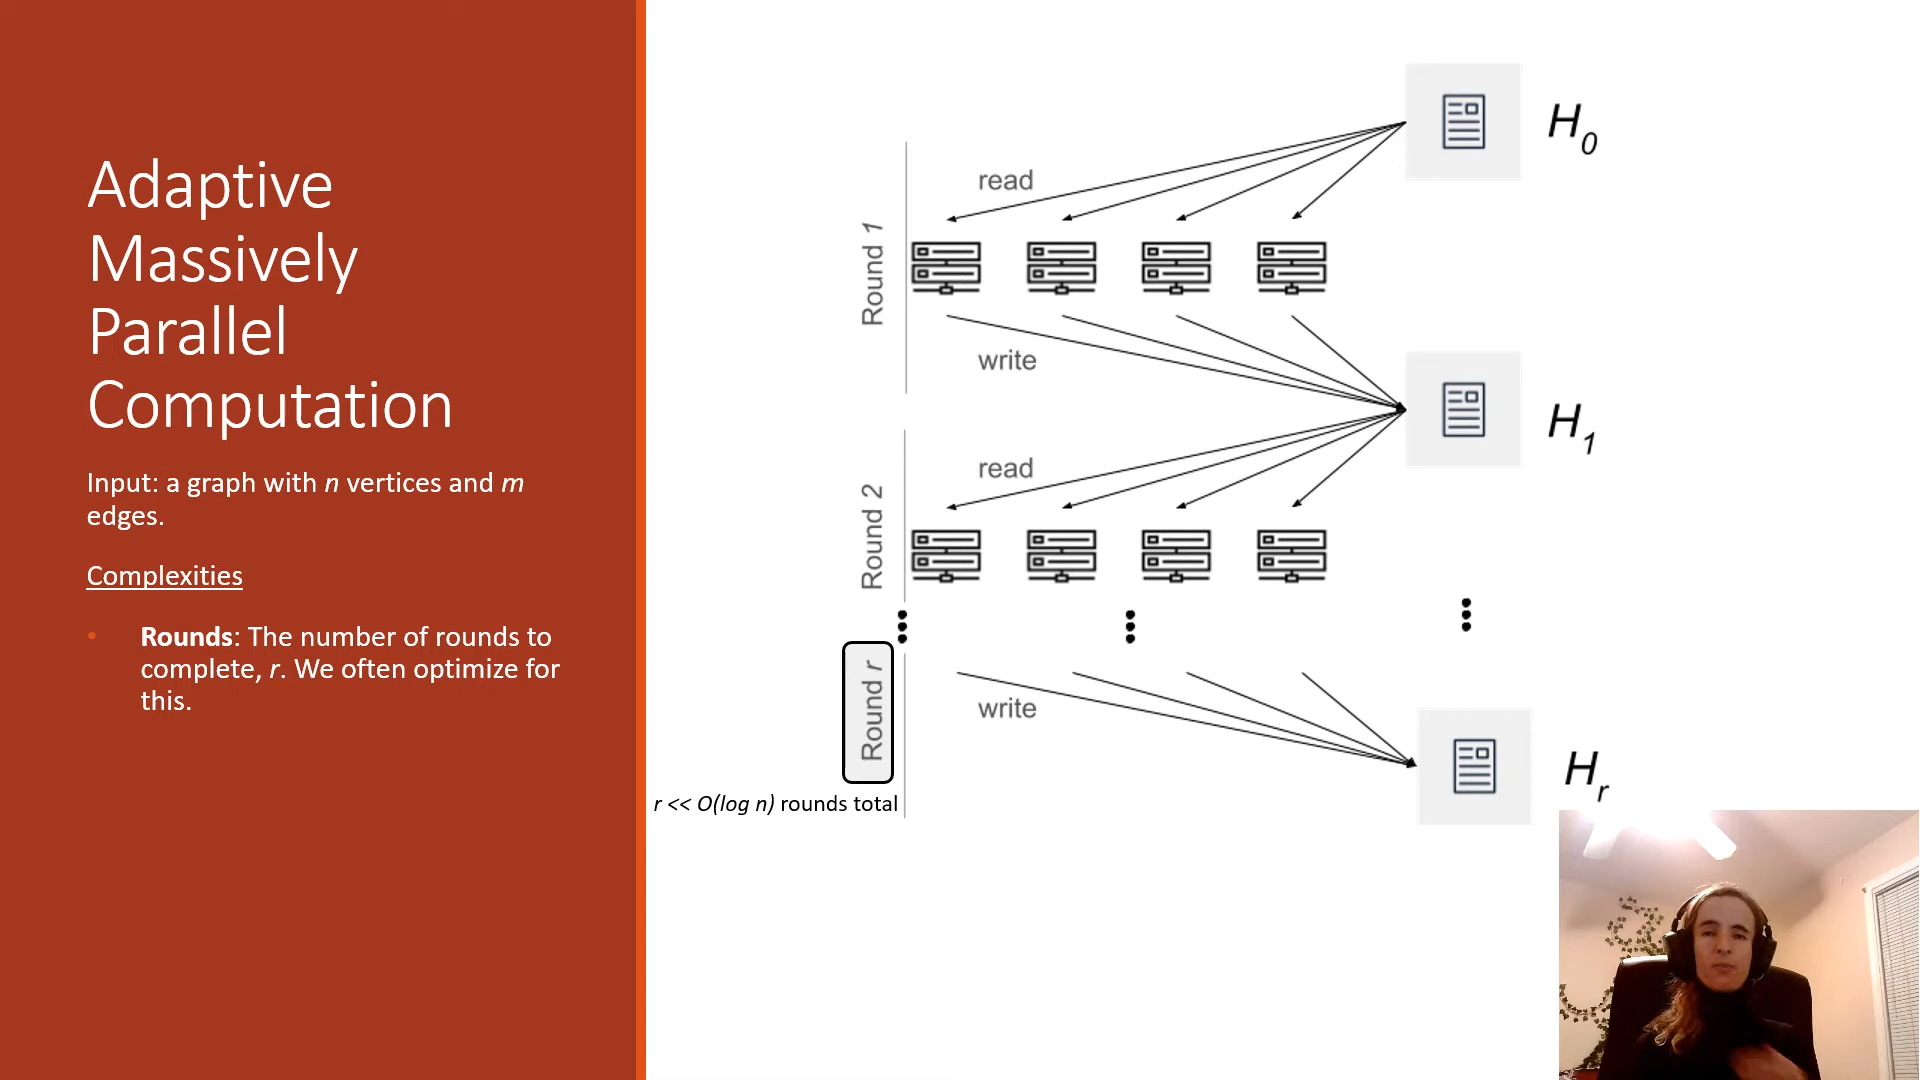 Adaptive
Massively
Parallel
Computation
Input: a graph with n vertices and m
edges.
Complexities
• Rounds: The number of rounds to
complete, r. We often optimize for
this.
H0
read
Round 1
write
H1
read
Round 2
Round r
write
Hr
r << O(log n) rounds total